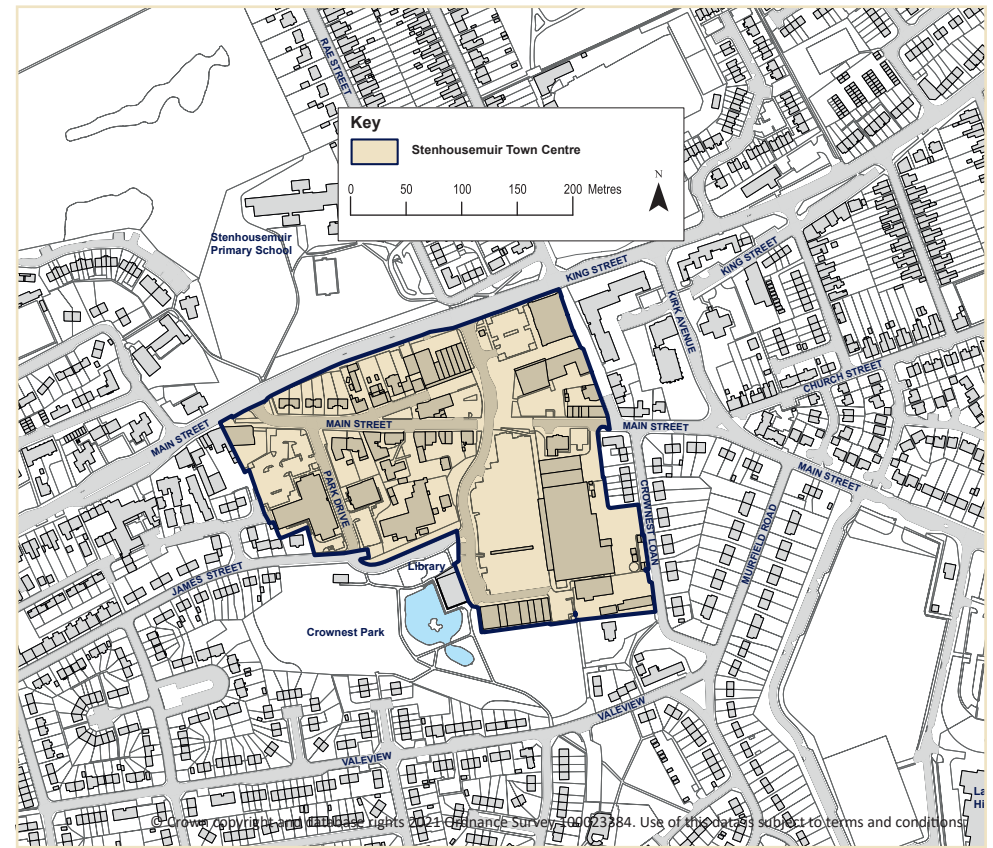 RAE STREET
Key
Stenhousemuir Town Centre
0 50 100 150 200 Metres
N
Stenhousemuir
Primary School
KING STREET
KING STREET
KIRK AVENUE
CHURCH STREET
MAIN STREET
MAIN STREET
MAIN STREET
MAIN STREET
PARK DRIVE
CROWNEST LOAN
MUIRFIELD ROAD
JAMES STREET
Library
Crownest Park
VALEVIEW
VALEVIEW
La
Hi
© Crown copyright and database rights 2021 Ordnance Survey 100023384. Use of this data is subject to terms and conditions